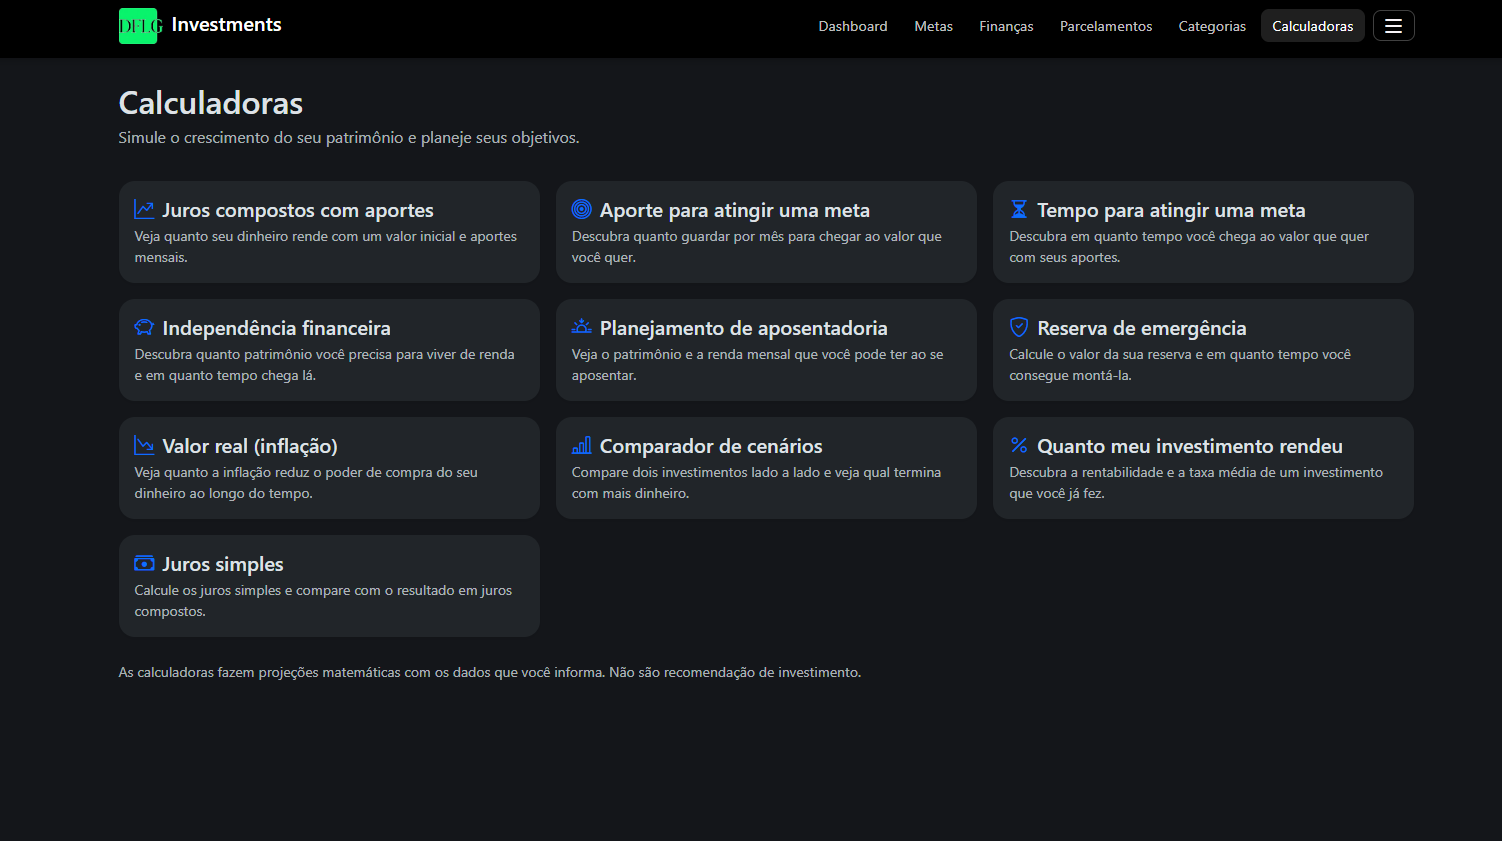 DFLG Investments
Dashboard Metas Finanças Parcelamentos Categorias Calculadoras
Calculadoras
Simule o crescimento do seu patrimônio e planeje seus objetivos.
Juros compostos com aportes
Veja quanto seu dinheiro rende com um valor inicial e aportes
mensais.
Aporte para atingir uma meta
Descubra quanto guardar por mês para chegar ao valor que
você quer.
Tempo para atingir uma meta
Descubra em quanto tempo você chega ao valor que quer
com seus aportes.
Independência financeira
Descubra quanto patrimônio você precisa para viver de renda
e em quanto tempo chega lá.
Planejamento de aposentadoria
Veja o patrimônio e a renda mensal que você pode ter ao se
aposentar.
Reserva de emergência
Calcule o valor da sua reserva e em quanto tempo você
consegue montá-la.
Valor real (inflação)
Veja quanto a inflação reduz o poder de compra do seu
dinheiro ao longo do tempo.
Comparador de cenários
Compare dois investimentos lado a lado e veja qual termina
com mais dinheiro.
Quanto meu investimento rendeu
Descubra a rentabilidade e a taxa média de um investimento
que você já fez.
Juros simples
Calcule os juros simples e compare com o resultado em juros
compostos.
As calculadoras fazem projeções matemáticas com os dados que você informa. Não são recomendação de investimento.